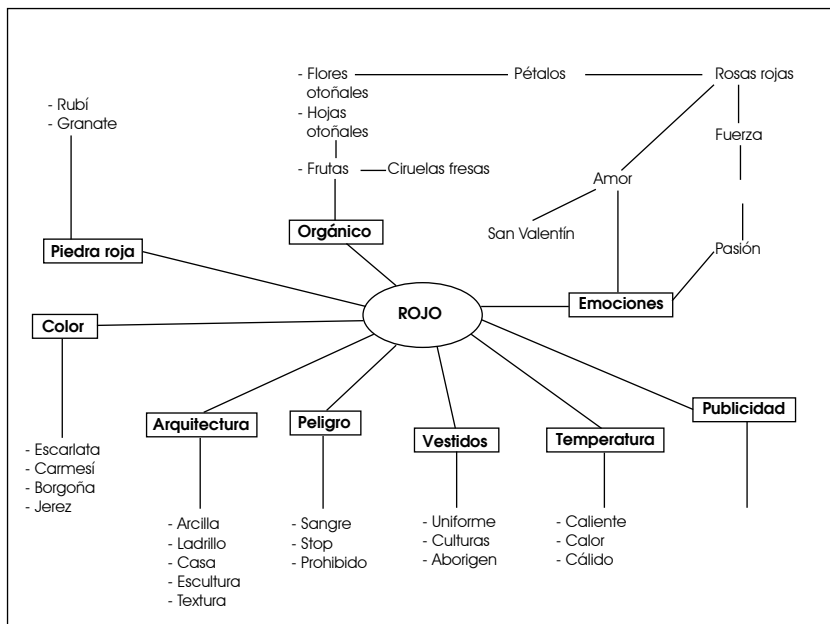 - Flores
otoñales
- Hojas
otoñales
- Frutas
Ciruelas fresas
Pétalos
Rosas rojas
Fuerza
Amor
San Valentín
Pasión
- Rubí
- Granate
Piedra roja
Orgánico
Emociones
ROJO
Color
- Escarlata
- Carmesí
- Borgoña
- Jerez
Arquitectura
- Arcilla
- Ladrillo
- Casa
- Escultura
- Textura
Peligro
- Sangre
- Stop
- Prohibido
Vestidos
- Uniforme
- Culturas
- Aborigen
Temperatura
- Caliente
- Calor
- Cálido
Publicidad